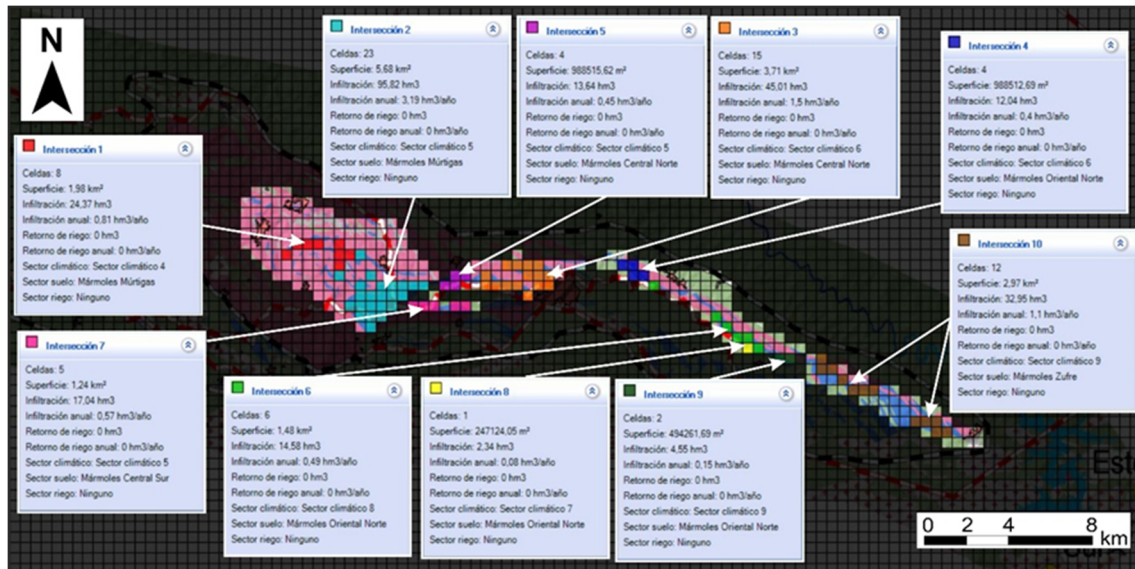 N
Intersección 2
Celdas: 23
Superficie: 5,68 km²
Infiltración: 95,82 hm3
Infiltración anual: 3,19 hm3/año
Retorno de riego: 0 hm3
Retorno de riego anual: 0 hm3/año
Sector climático: Sector climático 5
Sector suelo: Mármoles Múrtigas
Sector riego: Ninguno
Intersección 5
Celdas: 4
Superficie: 988515,62 m²
Infiltración: 13,64 hm3
Infiltración anual: 0,45 hm3/año
Retorno de riego: 0 hm3
Retorno de riego anual: 0 hm3/año
Sector climático: Sector climático 5
Sector suelo: Mármoles Central Norte
Sector riego: Ninguno
Intersección 3
Celdas: 15
Superficie: 3,71 km²
Infiltración: 45,01 hm3
Infiltración anual: 1,5 hm3/año
Retorno de riego: 0 hm3
Retorno de riego anual: 0 hm3/año
Sector climático: Sector climático 6
Sector suelo: Mármoles Central Norte
Sector riego: Ninguno
Intersección 4
Celdas: 4
Superficie: 988512,69 m²
Infiltración: 12,04 hm3
Infiltración anual: 0,4 hm3/año
Retorno de riego: 0 hm3
Retorno de riego anual: 0 hm3/año
Sector climático: Sector climático 6
Sector suelo: Mármoles Oriental Norte
Sector riego: Ninguno
Intersección 1
Celdas: 8
Superficie: 1,98 km²
Infiltración: 24,37 hm3
Infiltración anual: 0,81 hm3/año
Retorno de riego: 0 hm3
Retorno de riego anual: 0 hm3/año
Sector climático: Sector climático 4
Sector suelo: Mármoles Múrtigas
Sector riego: Ninguno
Intersección 10
Celdas: 12
Superficie: 2,97 km²
Infiltración: 32,95 hm3
Infiltración anual: 1,1 hm3/año
Retorno de riego: 0 hm3
Retorno de riego anual: 0 hm3/año
Sector climático: Sector climático 9
Sector suelo: Mármoles Zufre
Sector riego: Ninguno
Intersección 7
Celdas: 5
Superficie: 1,24 km²
Infiltración: 17,04 hm3
Infiltración anual: 0,57 hm3/año
Retorno de riego: 0 hm3
Retorno de riego anual: 0 hm3/año
Sector climático: Sector climático 5
Sector suelo: Mármoles Central Sur
Sector riego: Ninguno
Intersección 6
Celdas: 6
Superficie: 1,48 km²
Infiltración: 14,58 hm3
Infiltración anual: 0,49 hm3/año
Retorno de riego: 0 hm3
Retorno de riego anual: 0 hm3/año
Sector climático: Sector climático 8
Sector suelo: Mármoles Oriental Norte
Sector riego: Ninguno
Intersección 8
Celdas: 1
Superficie: 247124,05 m²
Infiltración: 2,34 hm3
Infiltración anual: 0,08 hm3/año
Retorno de riego: 0 hm3
Retorno de riego anual: 0 hm3/año
Sector climático: Sector climático 7
Sector suelo: Mármoles Oriental Norte
Sector riego: Ninguno
Intersección 9
Celdas: 2
Superficie: 494261,69 m²
Infiltración: 4,55 hm3
Infiltración anual: 0,15 hm3/año
Retorno de riego: 0 hm3
Retorno de riego anual: 0 hm3/año
Sector climático: Sector climático 9
Sector suelo: Mármoles Oriental Norte
Sector riego: Ninguno
Este
0 2 4 8
km